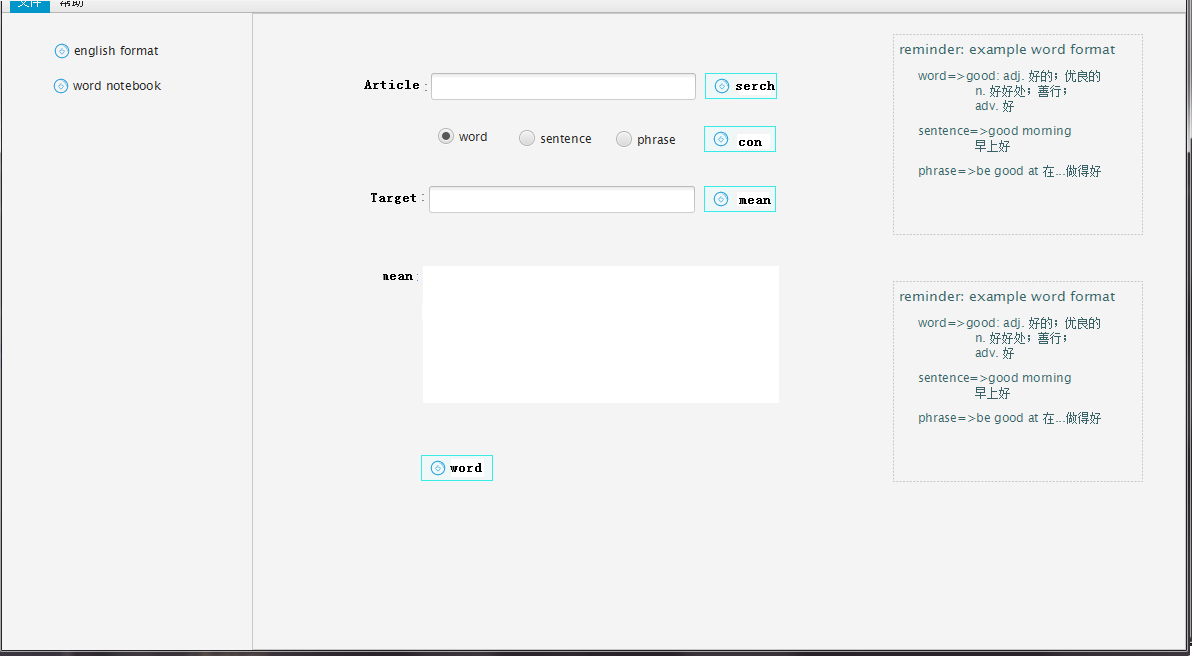 文件 帮助
english format
word notebook
Article : serch
word sentence phrase con
Target : mean
mean :
word
reminder: example word format
word=>good: adj. 好的；优良的
n. 好好处；善行；
adv. 好
sentence=>good morning
早上好
phrase=>be good at 在...做得好
reminder: example word format
word=>good: adj. 好的；优良的
n. 好好处；善行；
adv. 好
sentence=>good morning
早上好
phrase=>be good at 在...做得好